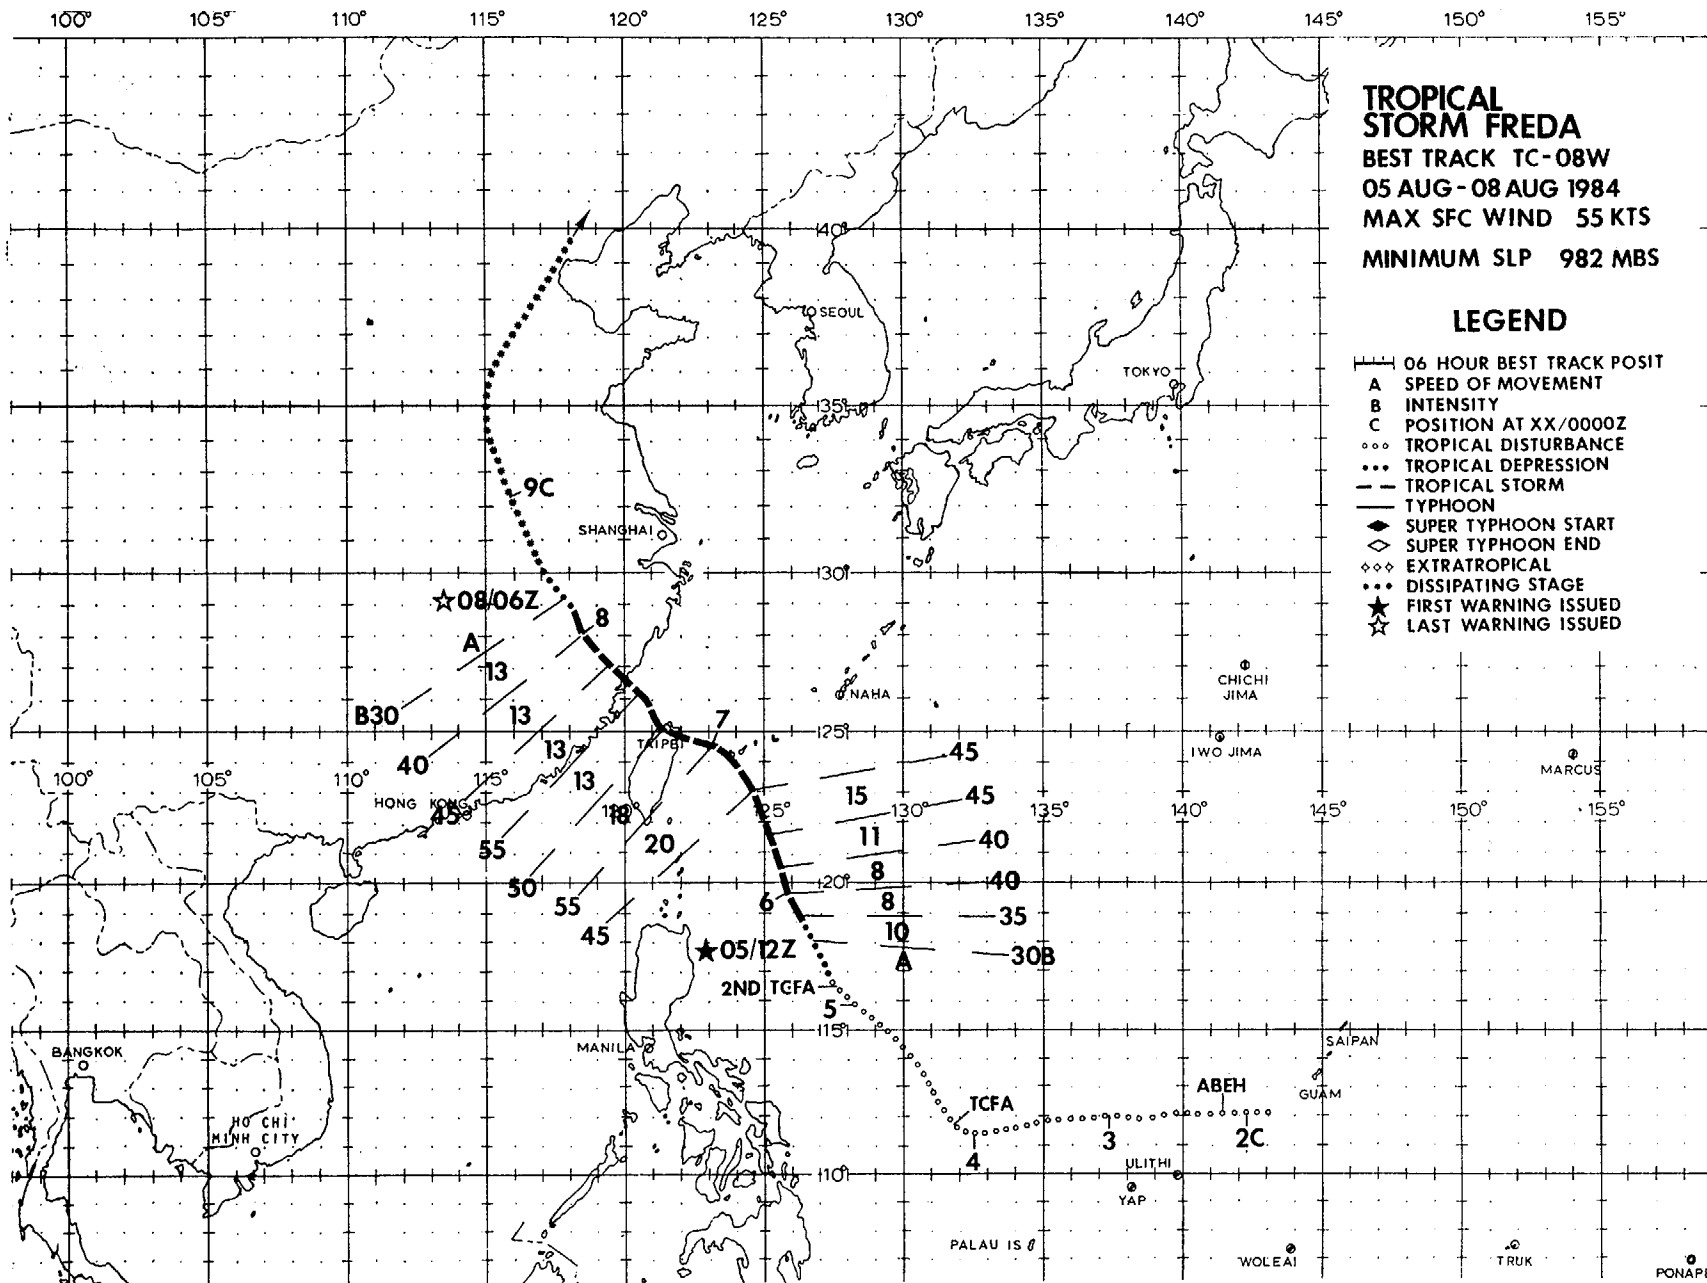 100° 105° 110° 115° 120° 125° 130° 135° 140° 145° 150° 155°
TROPICAL
STORM FREDA
BEST TRACK TC-08W
05 AUG-08 AUG 1984
MAX SFC WIND 55 KTS
MINIMUM SLP 982 MBS
LEGEND
06 HOUR BEST TRACK POSIT
A SPEED OF MOVEMENT
B INTENSITY
C POSITION AT XX/0000Z
TROPICAL DISTURBANCE
TROPICAL DEPRESSION
TROPICAL STORM
TYPHOON
SUPER TYPHOON START
SUPER TYPHOON END
EXTRATROPICAL
DISSIPATING STAGE
FIRST WARNING ISSUED
LAST WARNING ISSUED
40°
SEOUL
TOKYO
35°
9C
SHANGHAI
30°
08/06Z
8
A
13
CHICHI
JIMA
NAHA
B30
13
7
25°
TAIPEI
IWO JIMA
13
45
40
MARCUS
100° 105° 110° 115° 120° 125° 130° 135° 140° 145° 150° 155°
13
15
45
HONG KONG
45
18
11
40
55
20
8
40
20°
50
6
8
35
55
10
45
05/12Z
30B
A
2ND TCFA
5
15°
MANILA
SAIPAN
BANGKOK
GUAM
ABEH
TCFA
HO CHI
MINH CITY
3
2C
4
10°
ULITHI
YAP
PALAU IS
WOLEAI
TRUK
PONAPE